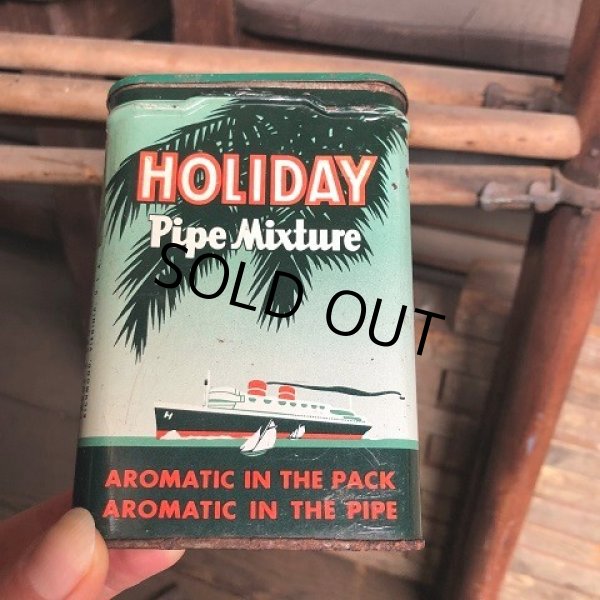 HOLIDAY
Pipe Mixture
SOLD OUT
AROMATIC IN THE PACK
AROMATIC IN THE PIPE